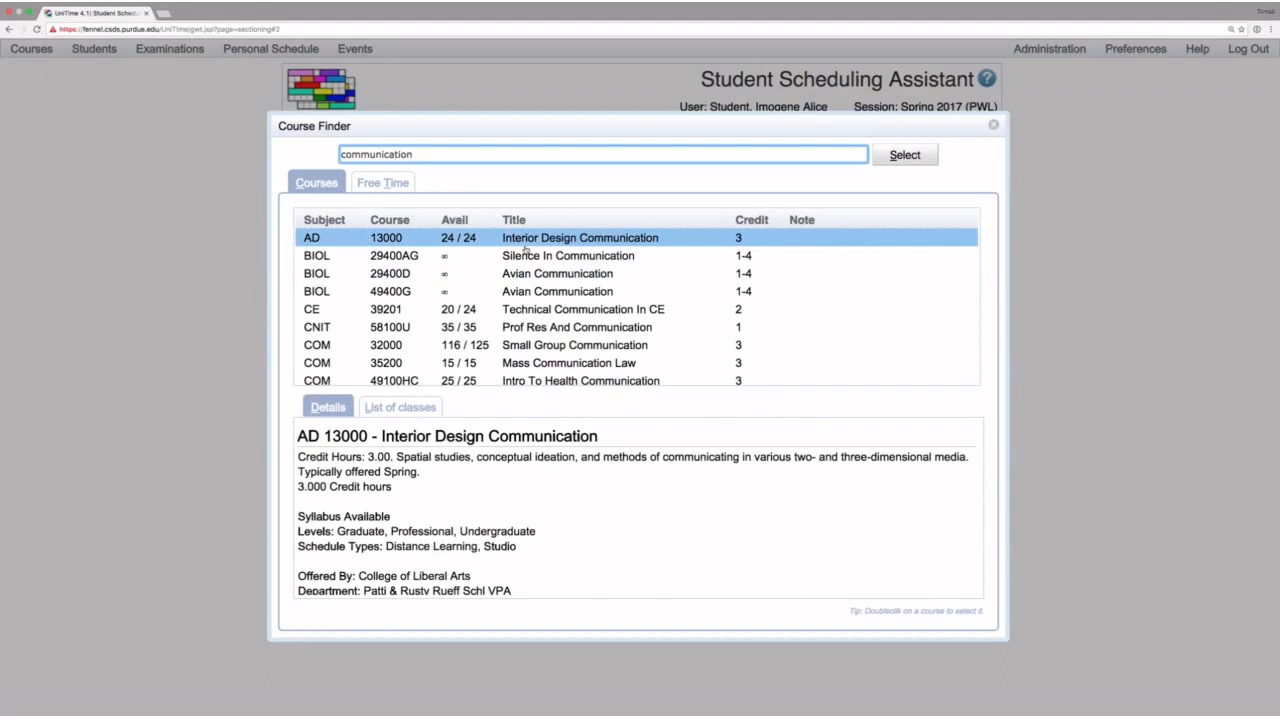 UniTime 4.1| Student Schedu
Tomáš
https://fennel.csds.purdue.edu/UniTime/gwt.jsp?page=sectioning#2
Courses Students Examinations Personal Schedule Events Administration Preferences Help Log Out
Student Scheduling Assistant ?
User: Student, Imogene Alice Session: Spring 2017 (PWL)
Course Finder
communication Select
Courses Free Time
Subject Course Avail Title Credit Note
AD 13000 24 / 24 Interior Design Communication 3
BIOL 29400AG ∞ Silence In Communication 1-4
BIOL 29400D ∞ Avian Communication 1-4
BIOL 49400G ∞ Avian Communication 1-4
CE 39201 20 / 24 Technical Communication In CE 2
CNIT 58100U 35 / 35 Prof Res And Communication 1
COM 32000 116 / 125 Small Group Communication 3
COM 35200 15 / 15 Mass Communication Law 3
COM 49100HC 25 / 25 Intro To Health Communication 3
Details List of classes
AD 13000 - Interior Design Communication
Credit Hours: 3.00. Spatial studies, conceptual ideation, and methods of communicating in various two- and three-dimensional media.
Typically offered Spring.
3.000 Credit hours
Syllabus Available
Levels: Graduate, Professional, Undergraduate
Schedule Types: Distance Learning, Studio
Offered By: College of Liberal Arts
Department: Patti & Rusty Rueff Schl VPA
Tip: Doubleclik on a course to select it.